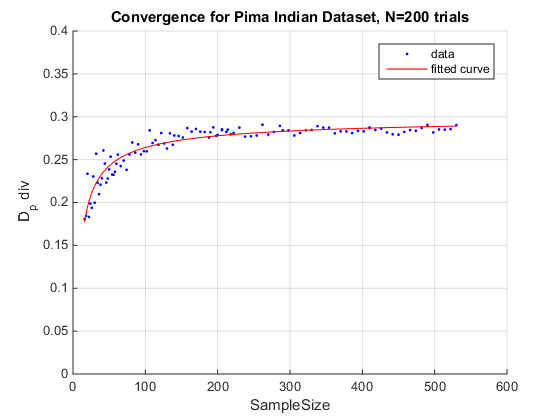 Convergence for Pima Indian Dataset, N=200 trials
data
fitted curve
0.4
0.35
0.3
0.25
0.2
0.15
0.1
0.05
0
D_p div
0 100 200 300 400 500 600
SampleSize